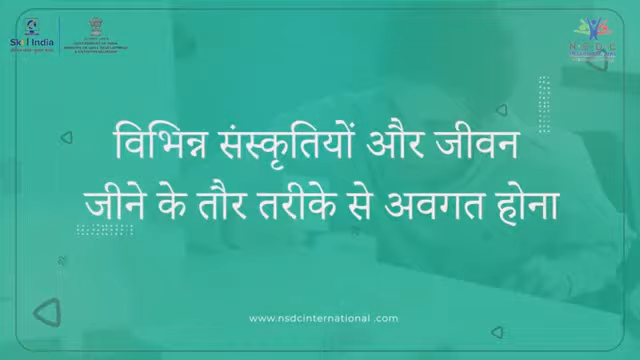 Skill India
N S D C
विभिन्न संस्कृतियों और जीवन
जीने के तौर तरीके से अवगत होना
www.nsdcinternational .com